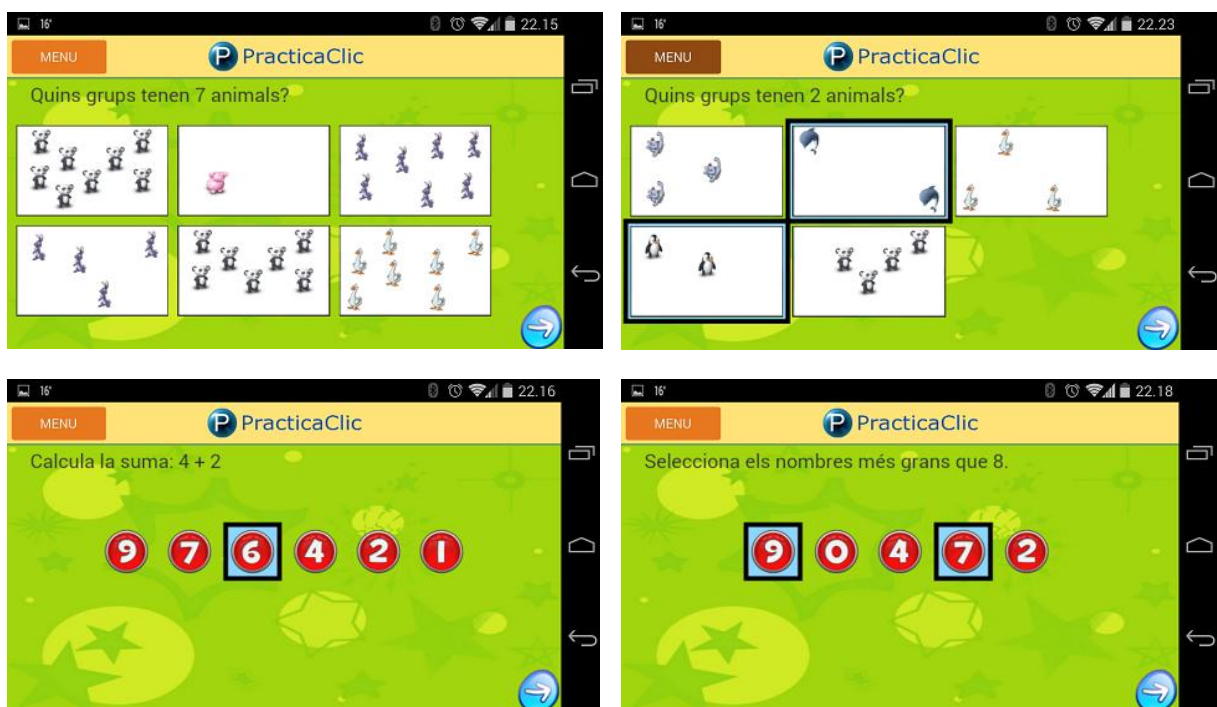 16'
22.15
MENU
P PracticaClic
Quins grups tenen 7 animals?
16'
22.23
MENU
P PracticaClic
Quins grups tenen 2 animals?
16'
22.16
MENU
P PracticaClic
Calcula la suma: 4 + 2
9 7 6 4 2 1
16'
22.18
MENU
P PracticaClic
Selecciona els nombres més grans que 8.
9 0 4 7 2